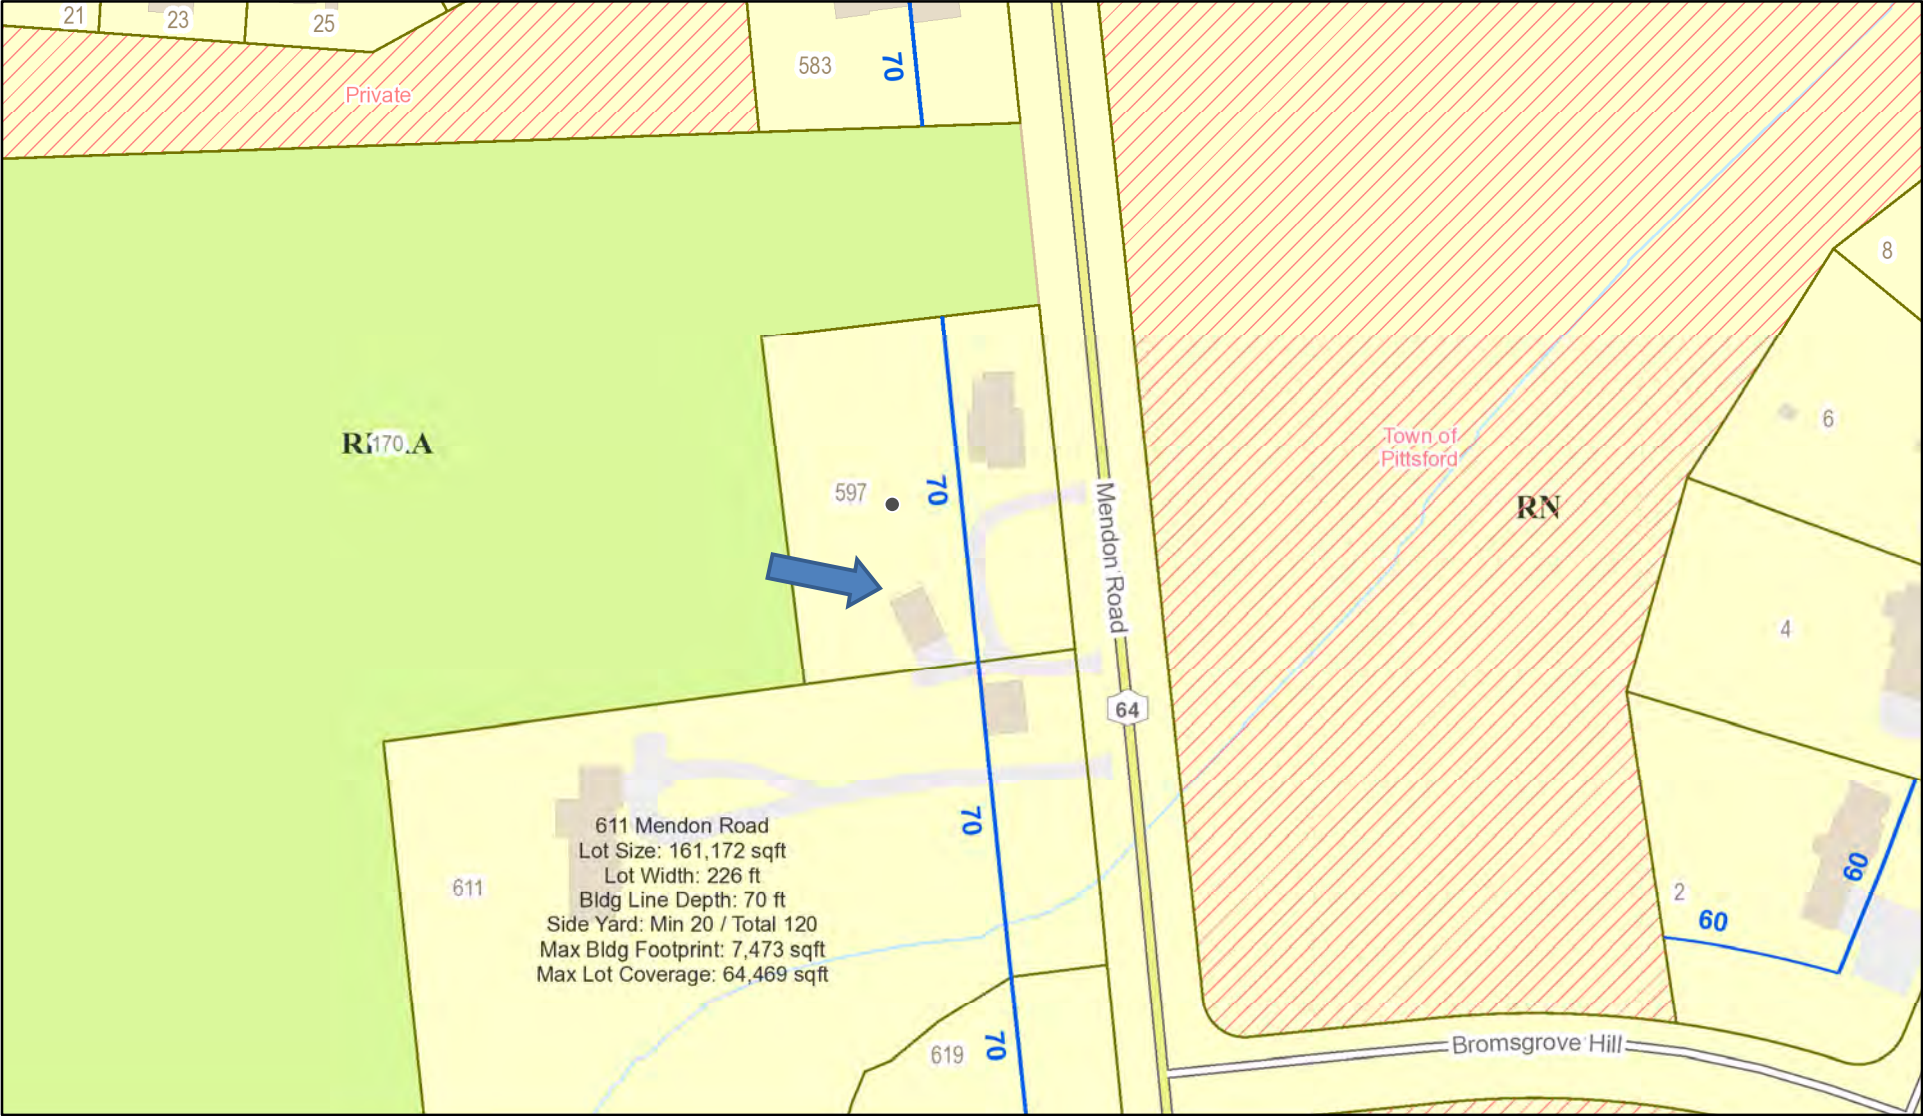 21
23
25
583
70
Private
8
170
A
6
Town of
Pittsford
RN
597
70
Mendon Road
4
64
70
611 Mendon Road
Lot Size: 161,172 sqft
Lot Width: 226 ft
Bldg Line Depth: 70 ft
Side Yard: Min 20 / Total 120
Max Bldg Footprint: 7,473 sqft
Max Lot Coverage: 64,469 sqft
611
2
60
60
619
70
Bromsgrove Hill